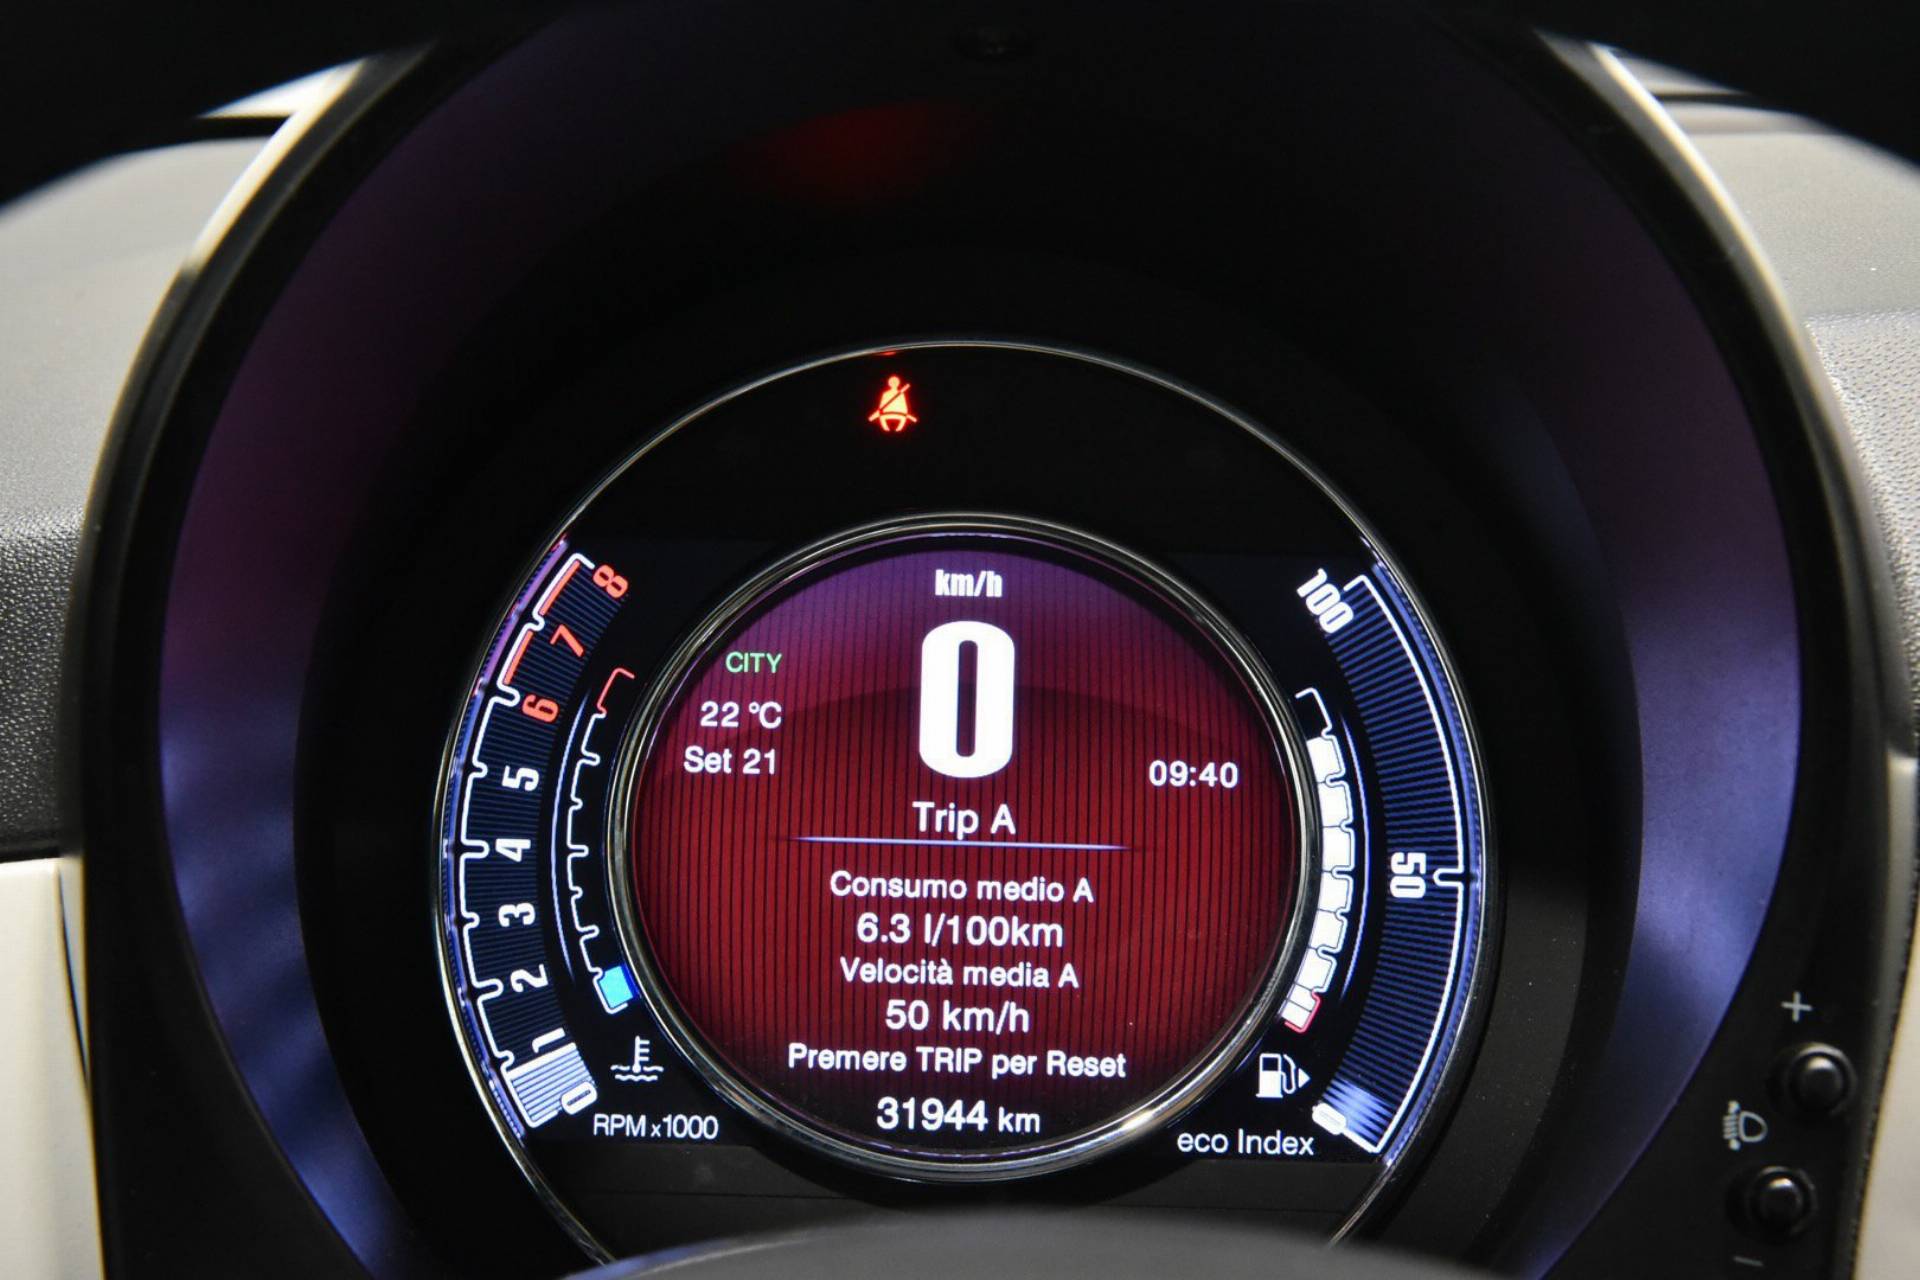 km/h
0
CITY
22 °C
Set 21
09:40
Trip A
Consumo medio A
6.3 l/100km
Velocità media A
50 km/h
Premere TRIP per Reset
31944 km
8
7
6
5
4
3
2
1
0
RPM x1000
100
50
0
eco Index
+
-